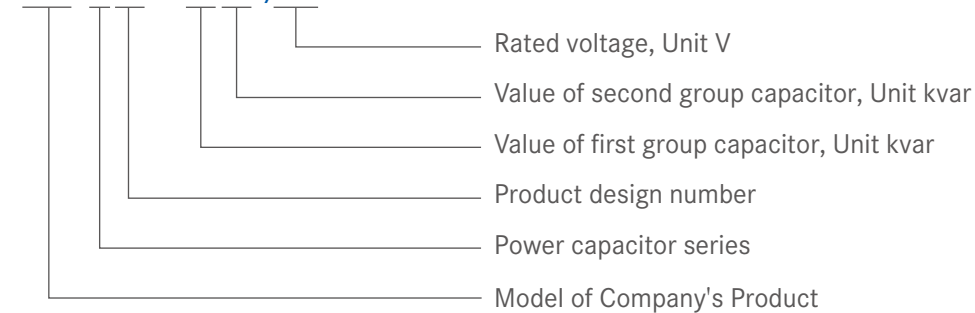 Rated voltage, Unit V
Value of second group capacitor, Unit kvar
Value of first group capacitor, Unit kvar
Product design number
Power capacitor series
Model of Company's Product